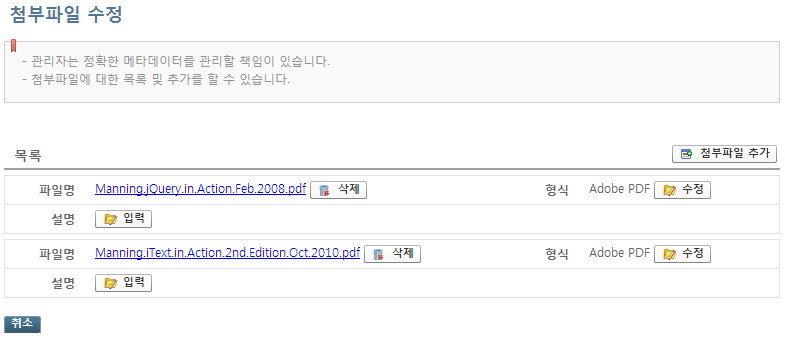 첨부파일 수정
- 관리자는 정확한 메타데이터를 관리할 책임이 있습니다.
- 첨부파일에 대한 목록 및 추가를 할 수 있습니다.
목록 첨부파일 추가
파일명 Manning.jQuery.in.Action.Feb.2008.pdf 삭제 형식 Adobe PDF 수정
설명 입력
파일명 Manning.iText.in.Action.2nd.Edition.Oct.2010.pdf 삭제 형식 Adobe PDF 수정
설명 입력
취소